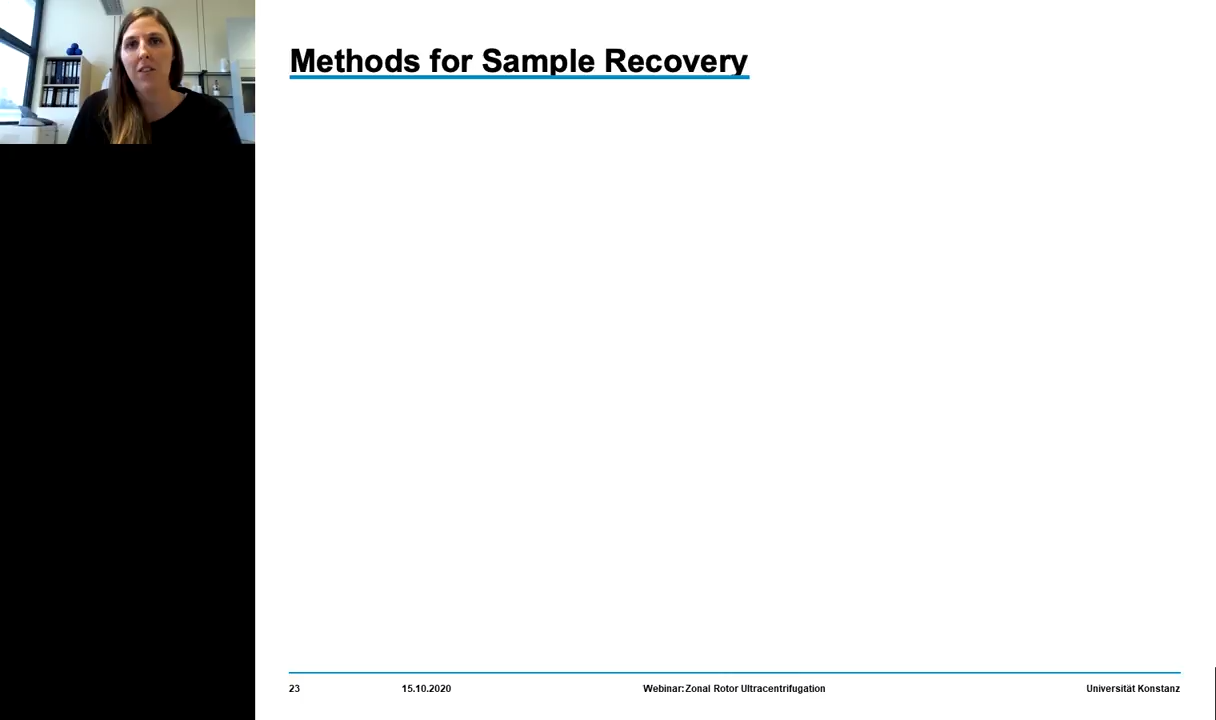 Methods for Sample Recovery
23 15.10.2020 Webinar: Zonal Rotor Ultracentrifugation Universität Konstanz